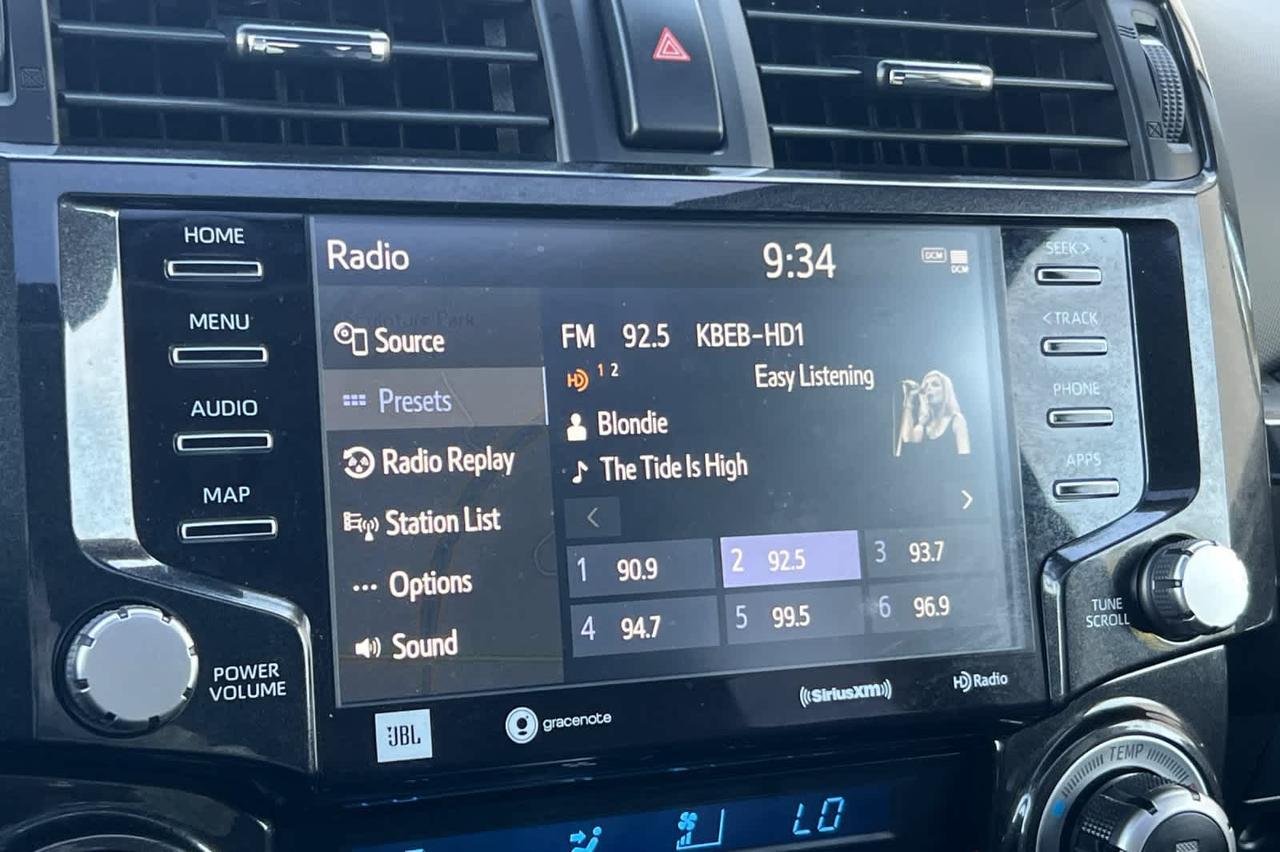 HOME
MENU
AUDIO
MAP
POWER
VOLUME
Radio
9:34
DCM
DCM
Source
Presets
Radio Replay
Station List
Options
Sound
FM 92.5 KBEB-HD1
HD 1 2
Easy Listening
Blondie
The Tide Is High
1 90.9
2 92.5
3 93.7
4 94.7
5 99.5
6 96.9
SEEK >
< TRACK
PHONE
APPS
TUNE
SCROLL
JBL
gracenote
SiriusXM
HD Radio
TEMP
LO